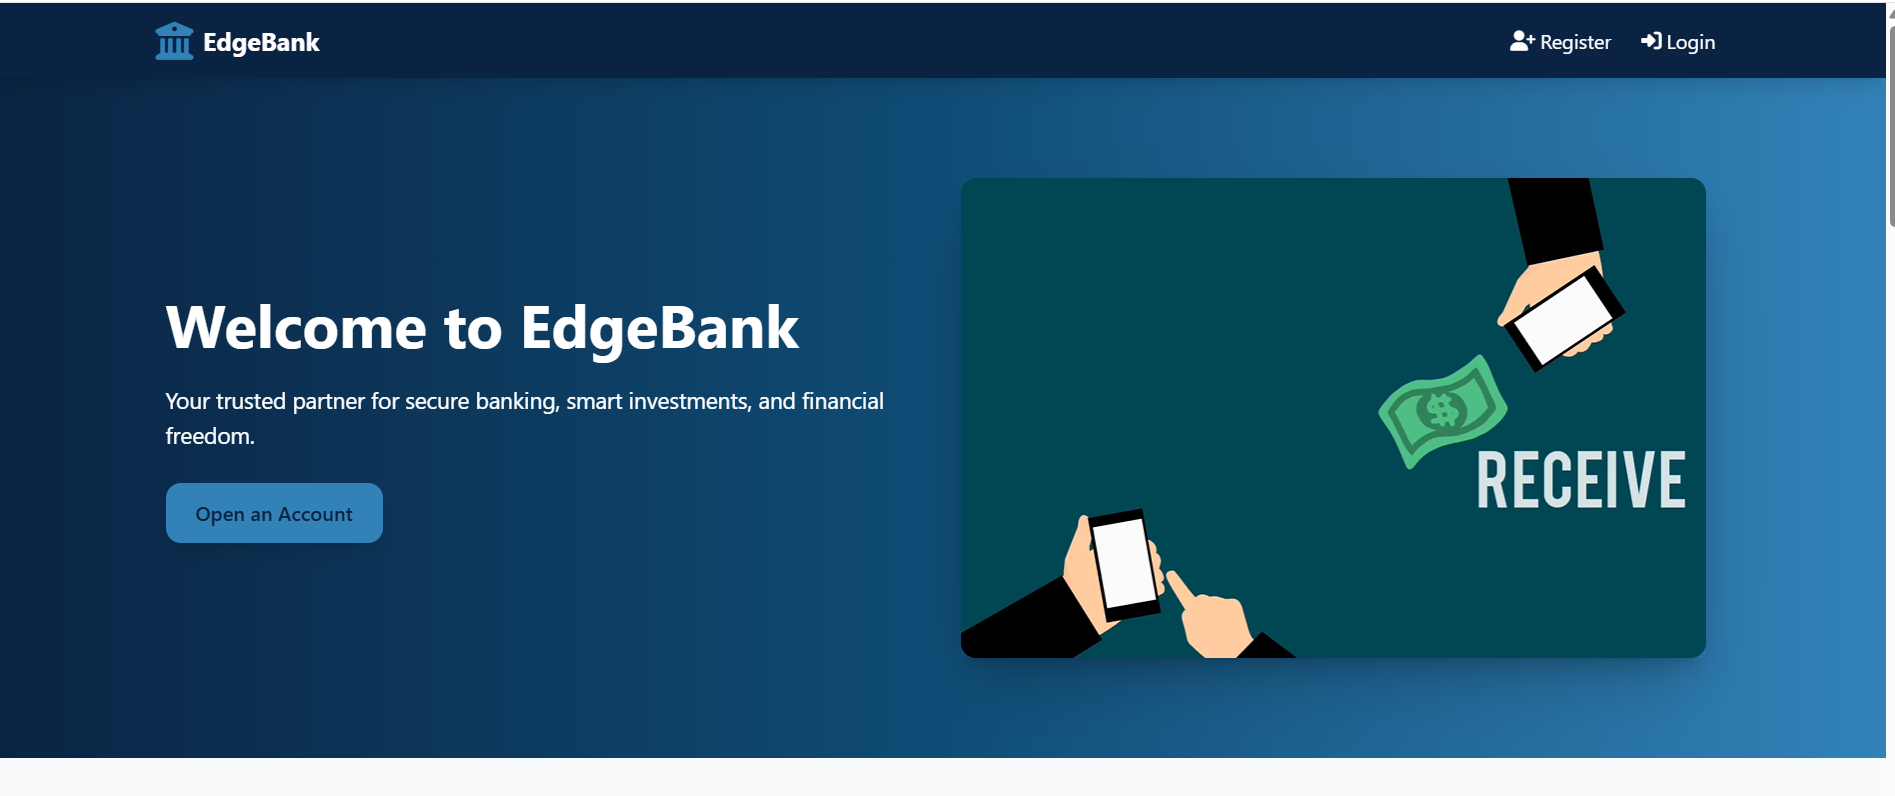 EdgeBank
Register
Login
Welcome to EdgeBank
Your trusted partner for secure banking, smart investments, and financial
freedom.
Open an Account
$
RECEIVE